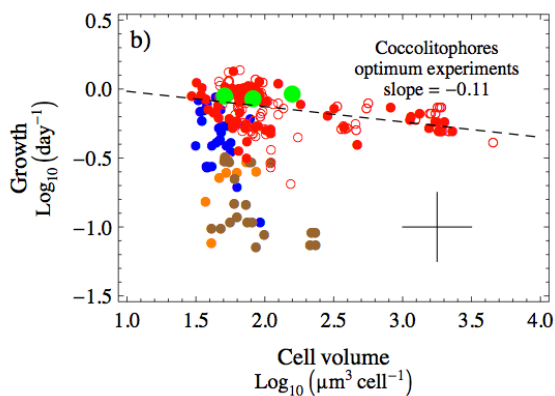 b)
Coccolitophores
optimum experiments
slope = −0.11
0.5
0.0
−0.5
−1.0
−1.5
Growth
Log10 (day−1)
1.0 1.5 2.0 2.5 3.0 3.5 4.0
Cell volume
Log10 (μm3 cell−1)